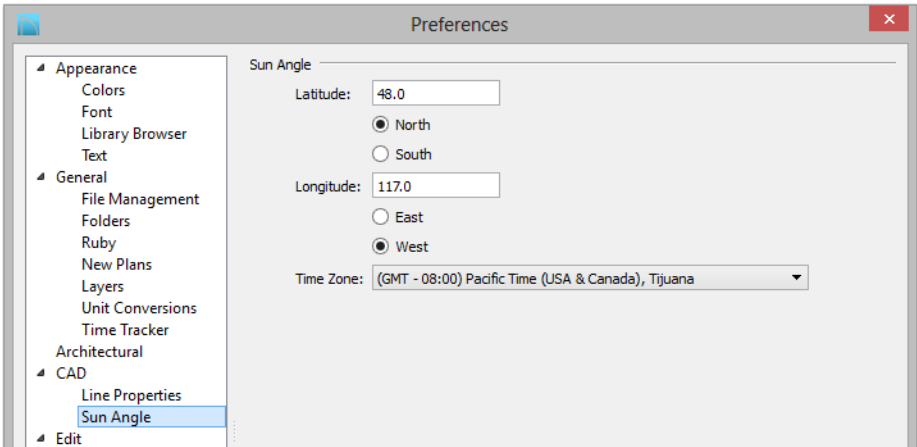 Preferences
Appearance
Colors
Font
Library Browser
Text
General
File Management
Folders
Ruby
New Plans
Layers
Unit Conversions
Time Tracker
Architectural
CAD
Line Properties
Sun Angle
Edit
Sun Angle
Latitude: 48.0
North
South
Longitude: 117.0
East
West
Time Zone: (GMT - 08:00) Pacific Time (USA & Canada), Tijuana